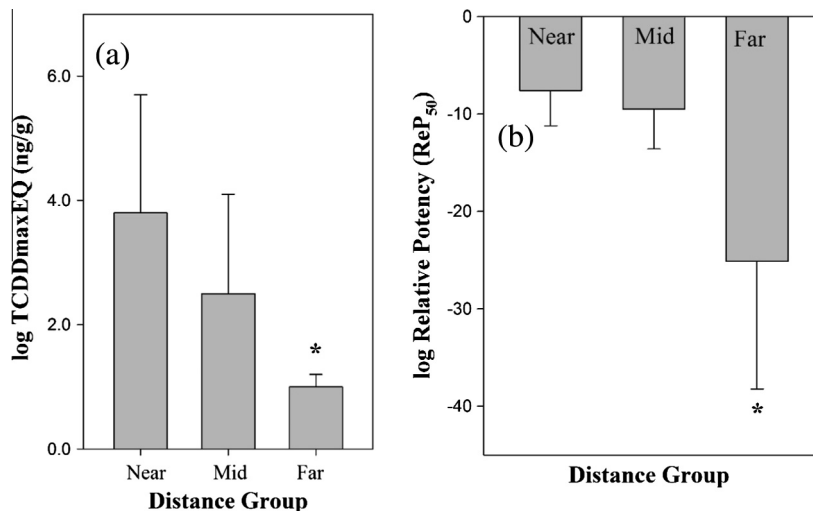 (a)
log TCDDmaxEQ (ng/g)
6.0
4.0
2.0
0.0
Near Mid Far
*
Distance Group
(b)
log Relative Potency (ReP50)
0
-10
-20
-30
-40
Near Mid Far
*
Distance Group